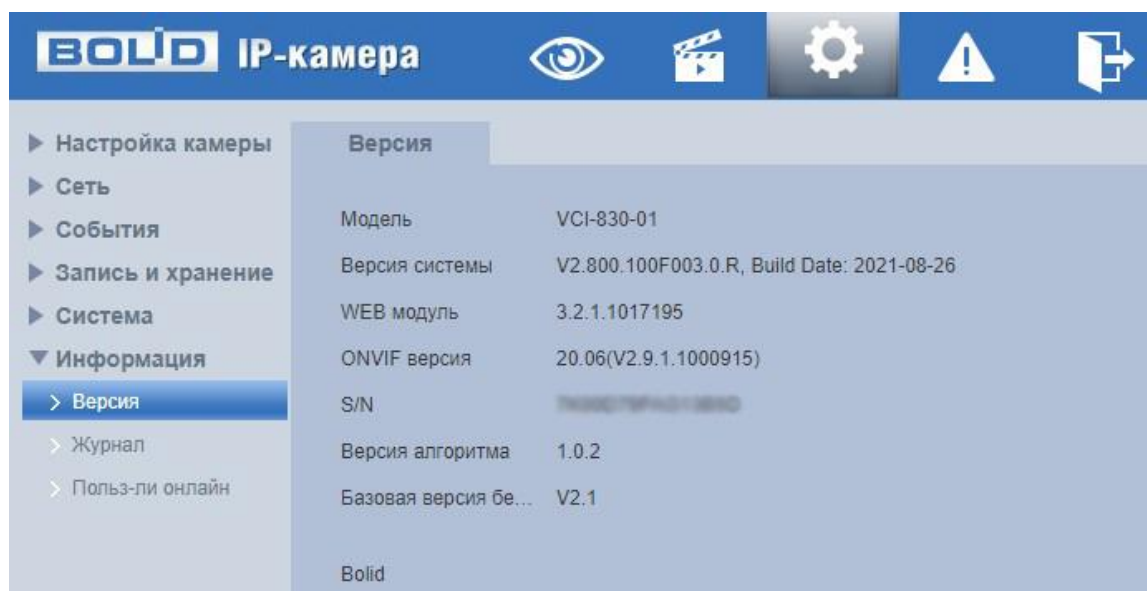 BOLID IP-камера
Настройка камеры
Сеть
События
Запись и хранение
Система
Информация
Версия
Журнал
Польз-ли онлайн
Версия
Модель VCI-830-01
Версия системы V2.800.100F003.0.R, Build Date: 2021-08-26
WEB модуль 3.2.1.1017195
ONVIF версия 20.06(V2.9.1.1000915)
S/N
Версия алгоритма 1.0.2
Базовая версия бе... V2.1
Bolid